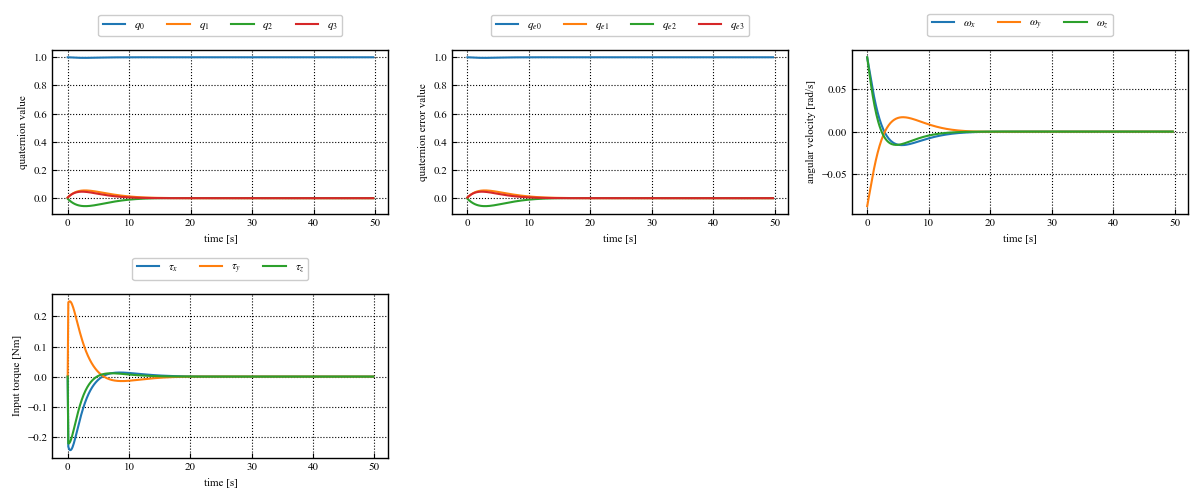 q0 q1 q2 q3
quaternion value
1.0
0.8
0.6
0.4
0.2
0.0
0 10 20 30 40 50
time [s]
qe0 qe1 qe2 qe3
quaternion error value
1.0
0.8
0.6
0.4
0.2
0.0
0 10 20 30 40 50
time [s]
ωx ωy ωz
angular velocity [rad/s]
0.05
0.00
−0.05
0 10 20 30 40 50
time [s]
τx τy τz
Input torque [Nm]
0.2
0.1
0.0
−0.1
−0.2
0 10 20 30 40 50
time [s]